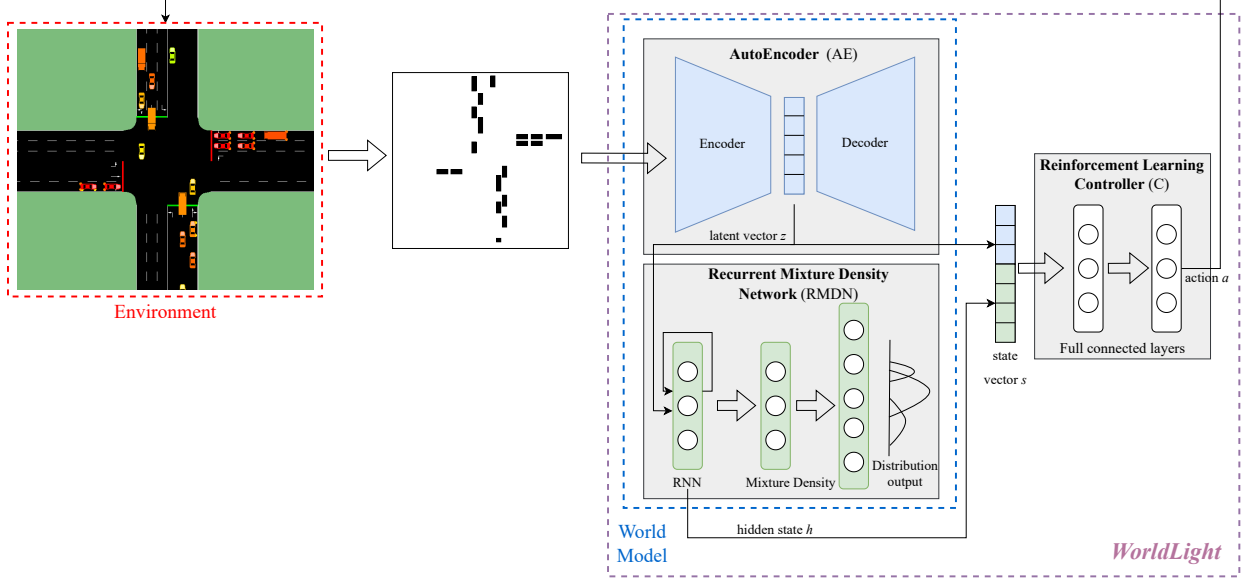 Environment
AutoEncoder (AE)
Encoder
Decoder
latent vector z
Recurrent Mixture Density
Network (RMDN)
RNN
Mixture Density
Distribution
output
hidden state h
World
Model
state
vector s
Reinforcement Learning
Controller (C)
action a
Full connected layers
WorldLight